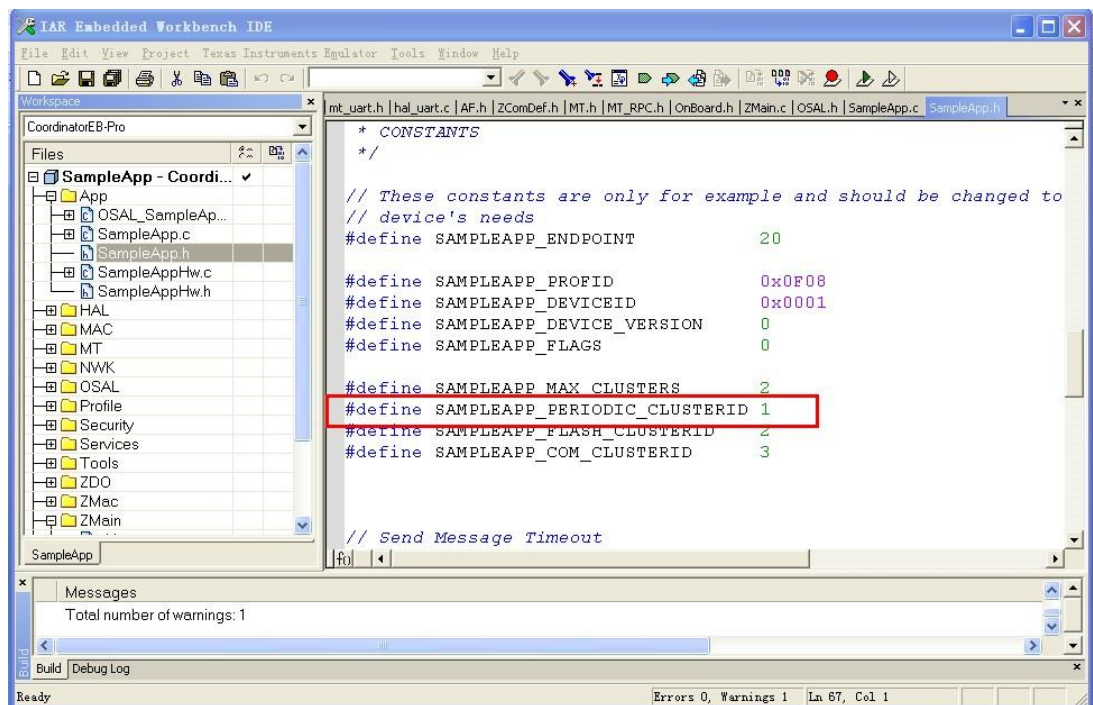 IAR Embedded Workbench IDE
File Edit View Project Texas Instruments Emulator Tools Window Help
Workspace
CoordinatorEB-Pro
Files
SampleApp - Coordi...
App
OSAL_SampleAp...
SampleApp.c
SampleApp.h
SampleAppHw.c
SampleAppHw.h
HAL
MAC
MT
NWK
OSAL
Profile
Security
Services
Tools
ZDO
ZMac
ZMain
SampleApp
mt_uart.h | hal_uart.c | AF.h | ZComDef.h | MT.h | MT_RPC.h | OnBoard.h | ZMain.c | OSAL.h | SampleApp.c SampleApp.h
* CONSTANTS
*/
// These constants are only for example and should be changed to
// device's needs
#define SAMPLEAPP_ENDPOINT 20
#define SAMPLEAPP_PROFID 0x0F08
#define SAMPLEAPP_DEVICEID 0x0001
#define SAMPLEAPP_DEVICE_VERSION 0
#define SAMPLEAPP_FLAGS 0
#define SAMPLEAPP_MAX_CLUSTERS 2
#define SAMPLEAPP_PERIODIC_CLUSTERID 1
#define SAMPLEAPP_FLASH_CLUSTERID 2
#define SAMPLEAPP_COM_CLUSTERID 3
// Send Message Timeout
f0
Messages
Total number of warnings: 1
Build
Build Debug Log
Ready
Errors 0, Warnings 1 Ln 67, Col 1